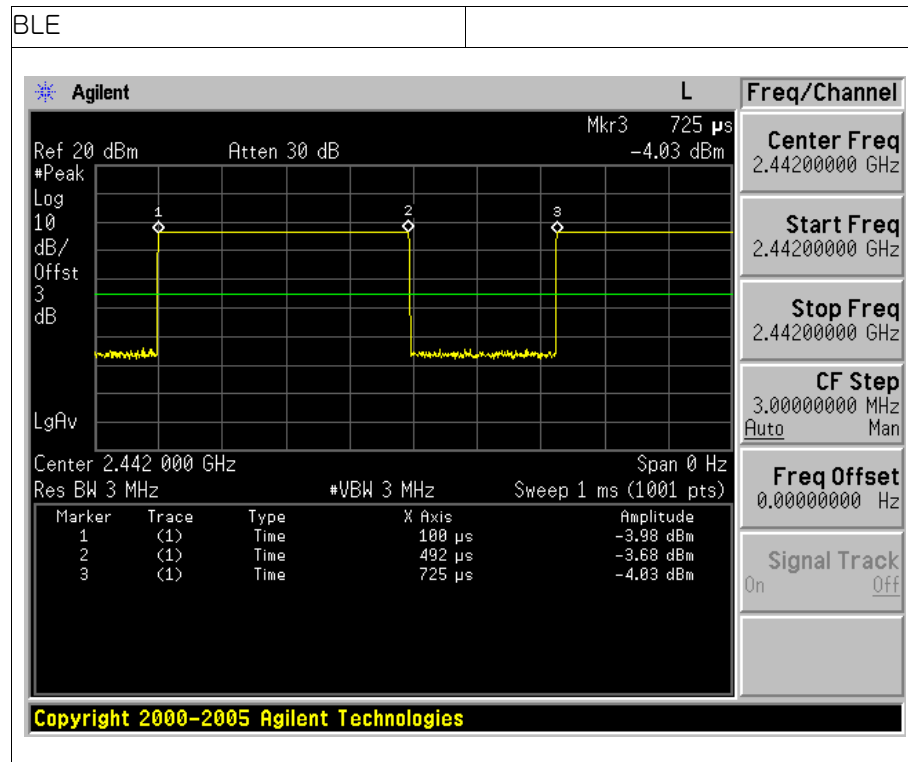 BLE
Agilent L
Mkr3 725 µs
Ref 20 dBm Atten 30 dB -4.03 dBm
#Peak
Log
10
dB/
Offst
3
dB
LgAv
1 2 3
Center 2.442 000 GHz Span 0 Hz
Res BW 3 MHz #VBW 3 MHz Sweep 1 ms (1001 pts)
Marker Trace Type X Axis Amplitude
1 (1) Time 100 µs -3.98 dBm
2 (1) Time 492 µs -3.68 dBm
3 (1) Time 725 µs -4.03 dBm
Copyright 2000-2005 Agilent Technologies
Freq/Channel
Center Freq
2.44200000 GHz
Start Freq
2.44200000 GHz
Stop Freq
2.44200000 GHz
CF Step
3.00000000 MHz
Auto Man
Freq Offset
0.00000000 Hz
Signal Track
On Off